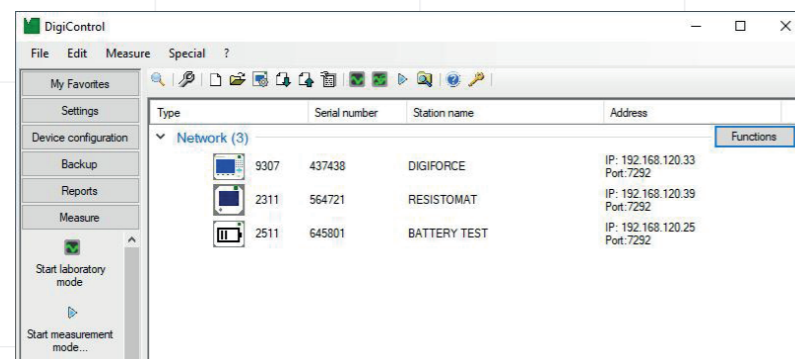 DigiControl
File Edit Measure Special ?
My Favorites
Settings
Device configuration
Backup
Reports
Measure
Start laboratory
mode
Start measurement
mode...
Type Serial number Station name Address
Network (3) Functions
9307 437438 DIGIFORCE IP: 192.168.120.33
Port:7292
2311 564721 RESISTOMAT IP: 192.168.120.39
Port:7292
2511 645801 BATTERY TEST IP: 192.168.120.25
Port:7292